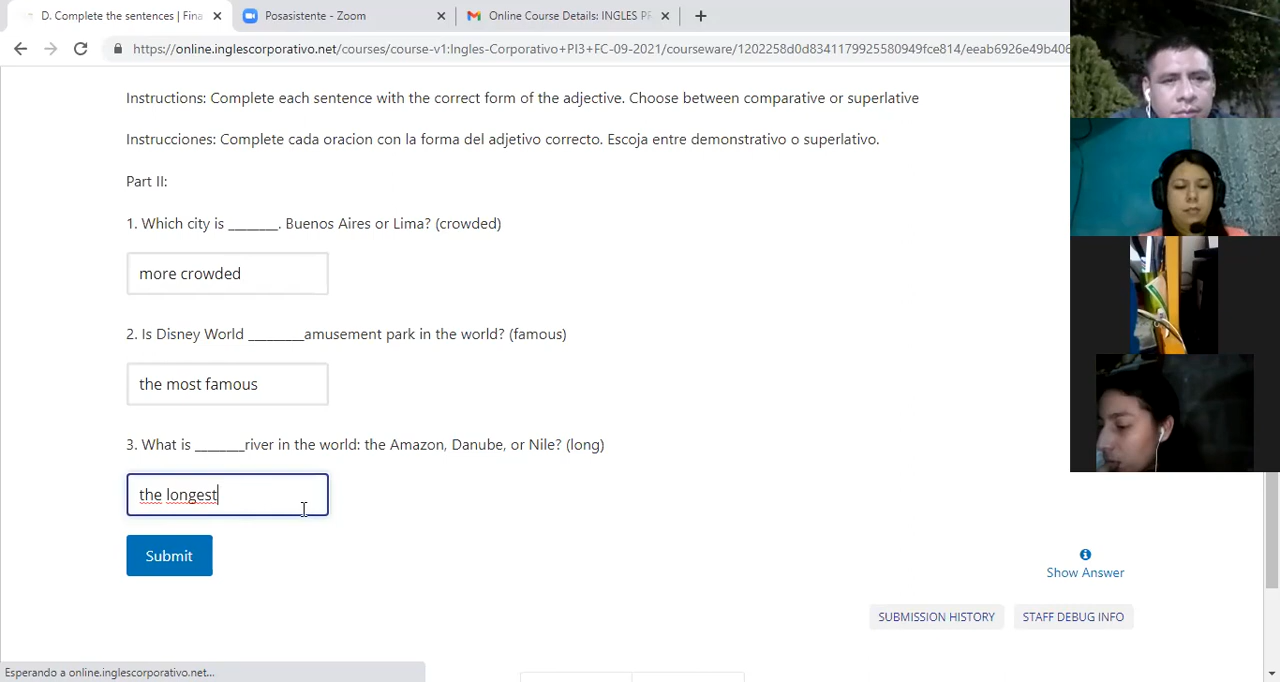 D. Complete the sentences | Fina
Posasistente - Zoom
Online Course Details: INGLES PR
https://online.inglescorporativo.net/courses/course-v1:Ingles-Corporativo+PI3+FC-09-2021/courseware/1202258d0d8341179925580949fce814/eeab6926e49b406
Instructions: Complete each sentence with the correct form of the adjective. Choose between comparative or superlative
Instrucciones: Complete cada oracion con la forma del adjetivo correcto. Escoja entre demonstrativo o superlativo.
Part II:
1. Which city is ________. Buenos Aires or Lima? (crowded)
more crowded
2. Is Disney World _________amusement park in the world? (famous)
the most famous
3. What is ________river in the world: the Amazon, Danube, or Nile? (long)
the longest
Submit
Show Answer
SUBMISSION HISTORY
STAFF DEBUG INFO
Esperando a online.inglescorporativo.net...